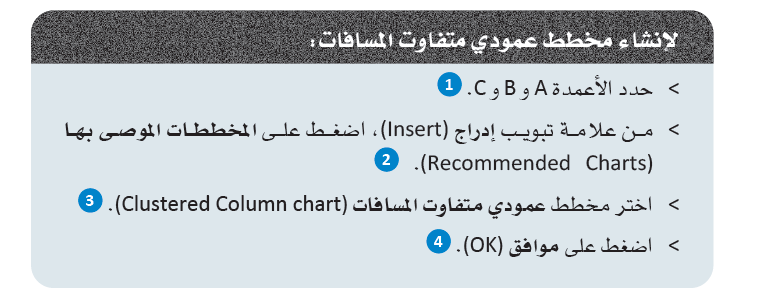 لإنشاء مخطط عمودي متفاوت المسافات:
> حدد الأعمدة A و B و C. 1
> من علامة تبويب إدراج (Insert)، اضغط على المخططات الموصى بها
(Recommended Charts). 2
> اختر مخطط عمودي متفاوت المسافات (Clustered Column chart). 3
> اضغط على موافق (OK). 4